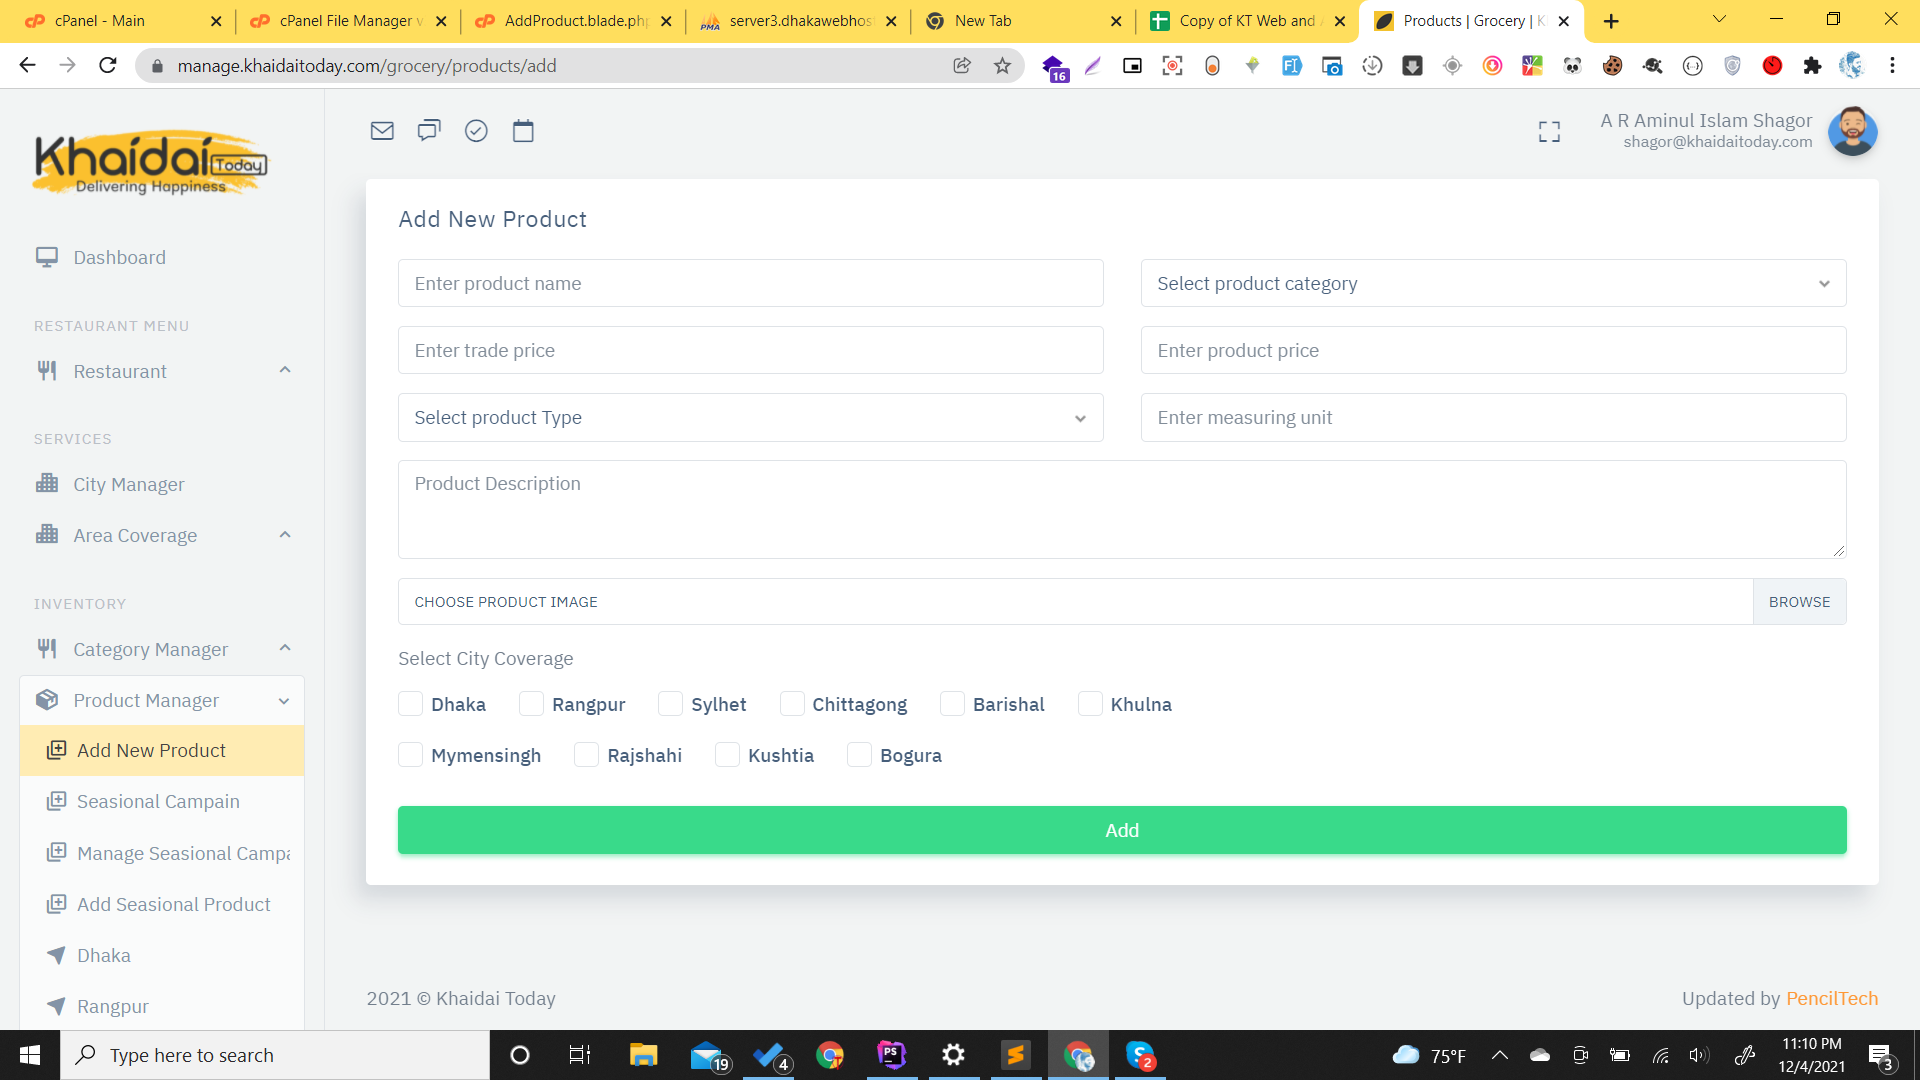 cPanel - Main
cPanel File Manager v
AddProduct.blade.php
server3.dhakawebhos
New Tab
Copy of KT Web and
Products | Grocery | K
manage.khaidaitoday.com/grocery/products/add
16
Khaidai Today
Delivering Happiness
A R Aminul Islam Shagor
shagor@khaidaitoday.com
Dashboard
RESTAURANT MENU
Restaurant
SERVICES
City Manager
Area Coverage
INVENTORY
Category Manager
Product Manager
Add New Product
Seasional Campain
Manage Seasional Campa
Add Seasional Product
Dhaka
Rangpur
Add New Product
Enter product name
Select product category
Enter trade price
Enter product price
Select product Type
Enter measuring unit
Product Description
CHOOSE PRODUCT IMAGE
BROWSE
Select City Coverage
Dhaka
Rangpur
Sylhet
Chittagong
Barishal
Khulna
Mymensingh
Rajshahi
Kushtia
Bogura
Add
2021 © Khaidai Today
Updated by PencilTech
Type here to search
19
4
PS
2
75°F
11:10 PM
12/4/2021
3